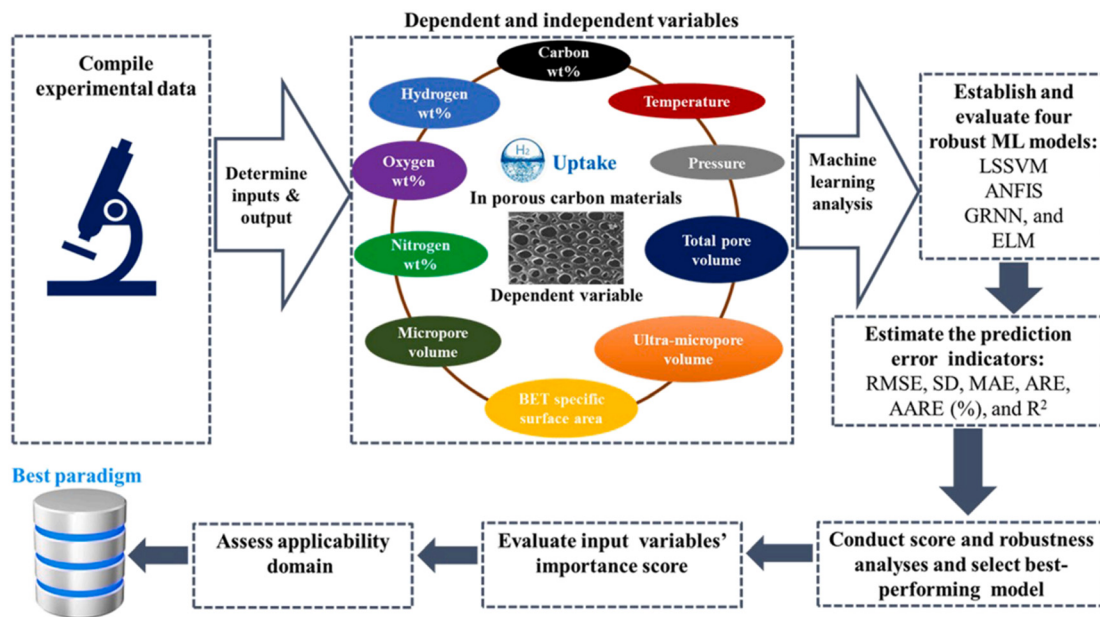 Dependent and independent variables
Compile
experimental data
Determine
inputs &
output
Carbon
wt%
Hydrogen
wt%
Temperature
Oxygen
wt%
H2
Uptake
Pressure
In porous carbon materials
Nitrogen
wt%
Total pore
volume
Dependent variable
Micropore
volume
Ultra-micropore
volume
BET specific
surface area
Machine
learning
analysis
Establish and
evaluate four
robust ML models:
LSSVM
ANFIS
GRNN, and
ELM
Estimate the prediction
error indicators:
RMSE, SD, MAE, ARE,
AARE (%), and R²
Conduct score and robustness
analyses and select best-
performing model
Evaluate input variables’
importance score
Assess applicability
domain
Best paradigm